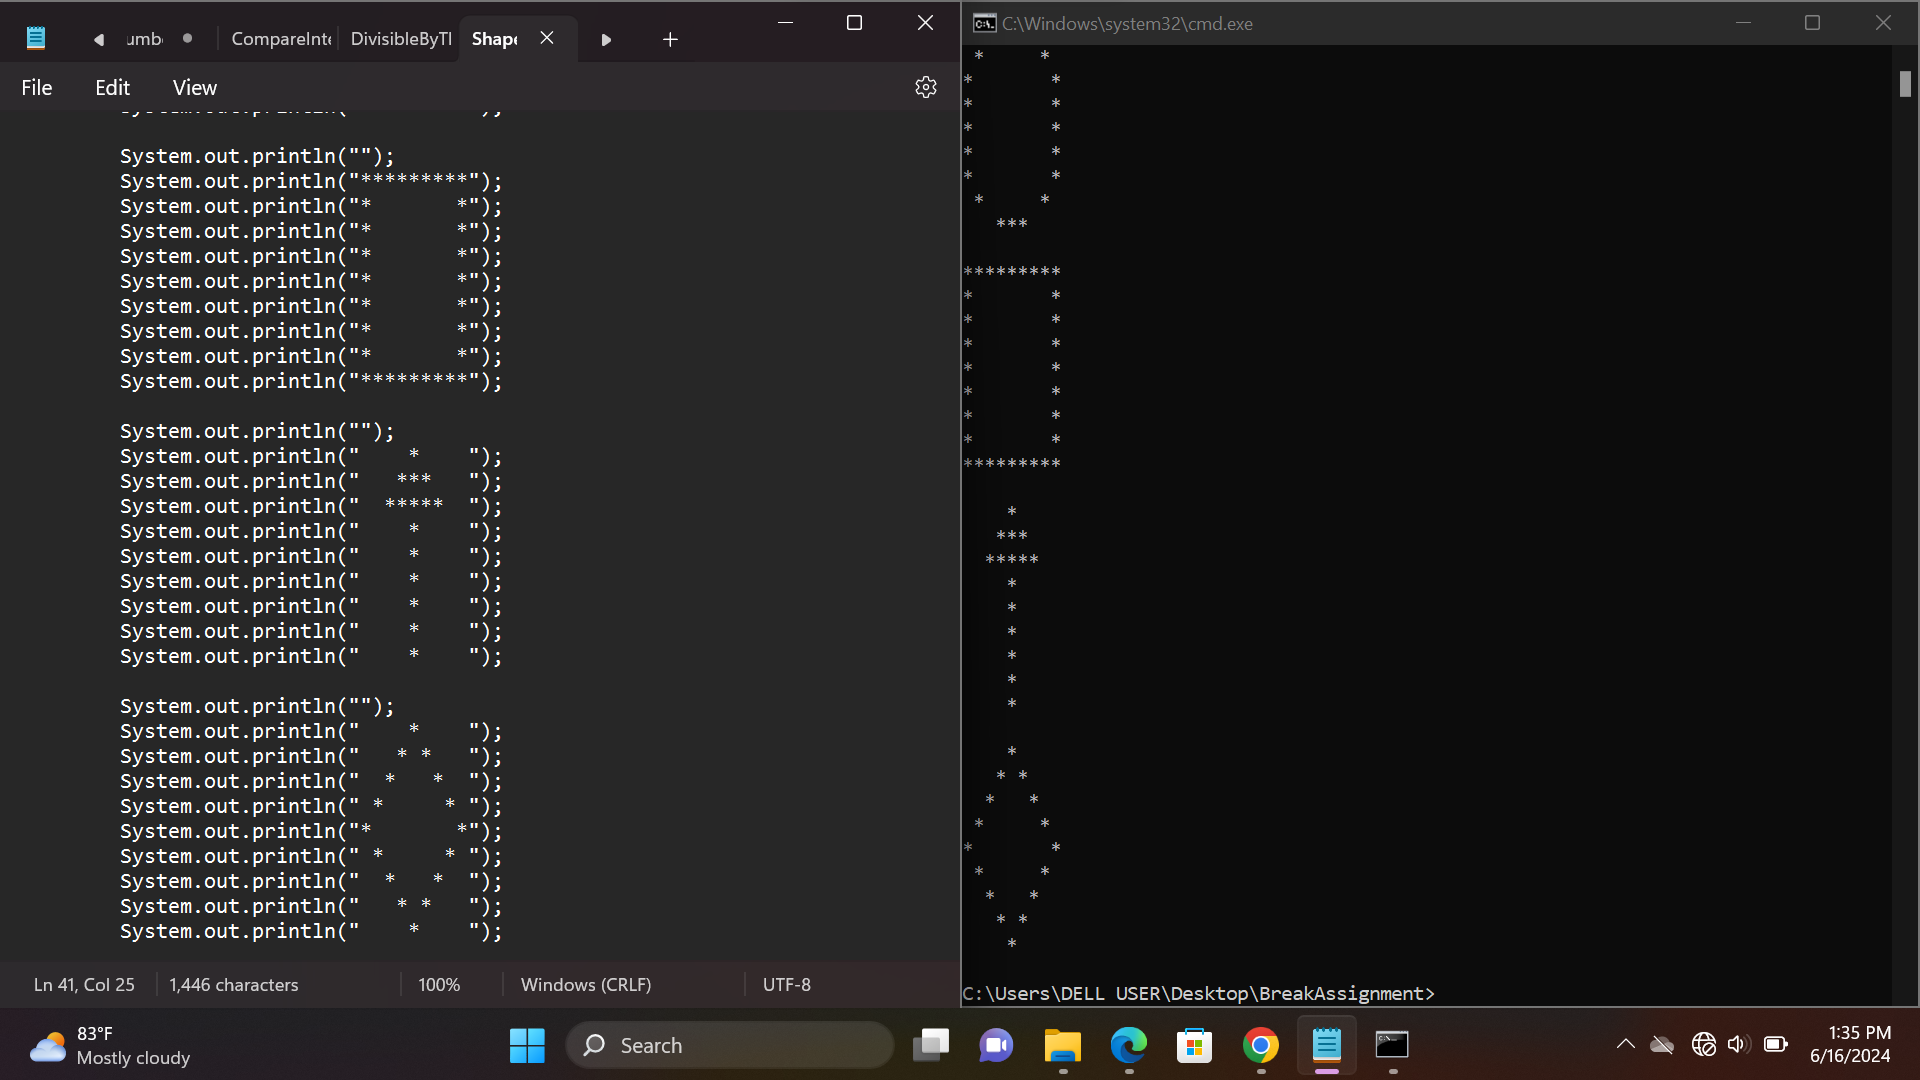 umb
CompareInte
DivisibleByTl
Shape
File
Edit
View
System.out.println("");
System.out.println("*********");
System.out.println("*       *");
System.out.println("*       *");
System.out.println("*       *");
System.out.println("*       *");
System.out.println("*       *");
System.out.println("*       *");
System.out.println("*       *");
System.out.println("*********");
System.out.println("");
System.out.println("    *    ");
System.out.println("   ***   ");
System.out.println("  *****  ");
System.out.println("    *    ");
System.out.println("    *    ");
System.out.println("    *    ");
System.out.println("    *    ");
System.out.println("    *    ");
System.out.println("    *    ");
System.out.println("");
System.out.println("    *    ");
System.out.println("   * *   ");
System.out.println("  *   *  ");
System.out.println(" *     * ");
System.out.println("*       *");
System.out.println(" *     * ");
System.out.println("  *   *  ");
System.out.println("   * *   ");
System.out.println("    *    ");
Ln 41, Col 25
1,446 characters
100%
Windows (CRLF)
UTF-8
C:\Windows\system32\cmd.exe
 *     *
*       *
*       *
*       *
*       *
*       *
 *     *
   ***
*********
*       *
*       *
*       *
*       *
*       *
*       *
*       *
*********
    *
   ***
  *****
    *
    *
    *
    *
    *
    *
    *
   * *
  *   *
 *     *
*       *
 *     *
  *   *
   * *
    *
C:\Users\DELL USER\Desktop\BreakAssignment>
83°F
Mostly cloudy
Search
1:35 PM
6/16/2024